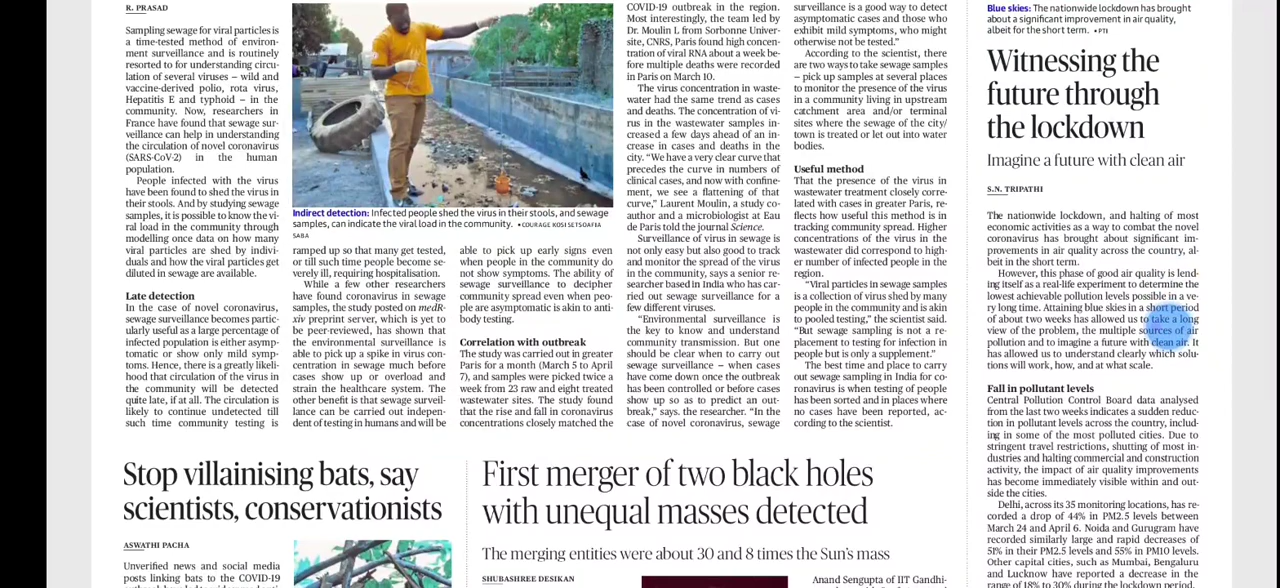 R. PRASAD
Sampling sewage for viral particles is
a time-tested method of environ-
ment surveillance and is routinely
resorted to for understanding circu-
lation of several viruses – wild and
vaccine-derived polio, rota virus,
Hepatitis E and typhoid – in the
community. Now, researchers in
France have found that sewage sur-
veillance can help in understanding
the circulation of novel coronavirus
(SARS-CoV-2) in the human
population.
People infected with the virus
have been found to shed the virus in
their stools. And by studying sewage
samples, it is possible to know the vi-
ral load in the community through
modelling once data on how many
viral particles are shed by individ-
uals and how the viral particles get
diluted in sewage are available.
Late detection
In the case of novel coronavirus,
sewage surveillance becomes partic-
ularly useful as a large percentage of
infected population is either asymp-
tomatic or show only mild symp-
toms. Hence, there is a greatly likeli-
hood that circulation of the virus in
the community will be detected
quite late, if at all. The circulation is
likely to continue undetected till
such time community testing is
Indirect detection: Infected people shed the virus in their stools, and sewage
samples, can indicate the viral load in the community. • COURAGE KOSI SETSOAFIA
SABA
ramped up so that many get tested,
or till such time people become se-
verely ill, requiring hospitalisation.
While a few other researchers
have found coronavirus in sewage
samples, the study posted on medR-
xiv preprint server, which is yet to
be peer-reviewed, has shown that
the environmental surveillance is
able to pick up a spike in virus con-
centration in sewage much before
cases show up or overload and
strain the healthcare system. The
other benefit is that sewage surveil-
lance can be carried out indepen-
dent of testing in humans and will be
able to pick up early signs even
when people in the community do
not show symptoms. The ability of
sewage surveillance to decipher
community spread even when peo-
ple are asymptomatic is akin to anti-
body testing.
Correlation with outbreak
The study was carried out in greater
Paris for a month (March 5 to April
7), and samples were picked twice a
week from 23 raw and eight treated
wastewater sites. The study found
that the rise and fall in coronavirus
concentrations closely matched the
COVID-19 outbreak in the region.
Most interestingly, the team led by
Dr. Moulin L from Sorbonne Univer-
site, CNRS, Paris found high concen-
tration of viral RNA about a week be-
fore multiple deaths were recorded
in Paris on March 10.
The virus concentration in waste-
water had the same trend as cases
and deaths. The concentration of vi-
rus in the wastewater samples in-
creased a few days ahead of an in-
crease in cases and deaths in the
city. “We have a very clear curve that
precedes the curve in numbers of
clinical cases, and now with confine-
ment, we see a flattening of that
curve,” Laurent Moulin, a study co-
author and a microbiologist at Eau
de Paris told the journal Science.
Surveillance of virus in sewage is
not only easy but also good to track
and monitor the spread of the virus
in the community, says a senior re-
searcher based in India who has car-
ried out sewage surveillance for a
few different viruses.
“Environmental surveillance is
the key to know and understand
community transmission. But one
should be clear when to carry out
sewage surveillance – when cases
have come down once the outbreak
has been controlled or before cases
show up so as to predict an out-
break,” says. the researcher. “In the
case of novel coronavirus, sewage
surveillance is a good way to detect
asymptomatic cases and those who
exhibit mild symptoms, who might
otherwise not be tested.”
According to the scientist, there
are two ways to take sewage samples
– pick up samples at several places
to monitor the presence of the virus
in a community living in upstream
catchment area and/or terminal
sites where the sewage of the city/
town is treated or let out into water
bodies.
Useful method
That the presence of the virus in
wastewater treatment closely corre-
lated with cases in greater Paris, re-
flects how useful this method is in
tracking community spread. Higher
concentrations of the virus in the
wastewater did correspond to high-
er number of infected people in the
region.
“Viral particles in sewage samples
is a collection of virus shed by many
people in the community and is akin
to pooled testing,” the scientist said.
“But sewage sampling is not a re-
placement to testing for infection in
people but is only a supplement.”
The best time and place to carry
out sewage sampling in India for co-
ronavirus is when testing of people
has been sorted and in places where
no cases have been reported, ac-
cording to the scientist.
Blue skies: The nationwide lockdown has brought
about a significant improvement in air quality,
albeit for the short term. • PTI
Witnessing the
future through
the lockdown
Imagine a future with clean air
S.N. TRIPATHI
The nationwide lockdown, and halting of most
economic activities as a way to combat the novel
coronavirus has brought about significant im-
provements in air quality across the country, al-
beit in the short term.
However, this phase of good air quality is lend-
ing itself as a real-life experiment to determine the
lowest achievable pollution levels possible in a ve-
ry long time. Attaining blue skies in a short period
of about two weeks has allowed us to take a long
view of the problem, the multiple sources of air
pollution and to imagine a future with clean air. It
has allowed us to understand clearly which solu-
tions will work, how, and at what scale.
Fall in pollutant levels
Central Pollution Control Board data analysed
from the last two weeks indicates a sudden reduc-
tion in pollutant levels across the country, includ-
ing in some of the most polluted cities. Due to
stringent travel restrictions, shutting of most in-
dustries and halting commercial and construction
activity, the impact of air quality improvements
has become immediately visible within and out-
side the cities.
Delhi, across its 35 monitoring locations, has re-
corded a drop of 44% in PM2.5 levels between
March 24 and April 6. Noida and Gurugram have
recorded similarly large and rapid decreases of
51% in their PM2.5 levels and 55% in PM10 levels.
Other capital cities, such as Mumbai, Bengaluru
and Lucknow have reported a decrease in the
range of 18% to 30% during the lockdown period.
Stop villainising bats, say
scientists, conservationists
ASWATHI PACHA
Unverified news and social media
posts linking bats to the COVID-19
First merger of two black holes
with unequal masses detected
The merging entities were about 30 and 8 times the Sun's mass
SHUBASHREE DESIKAN
Anand Sengupta of IIT Gandhi-